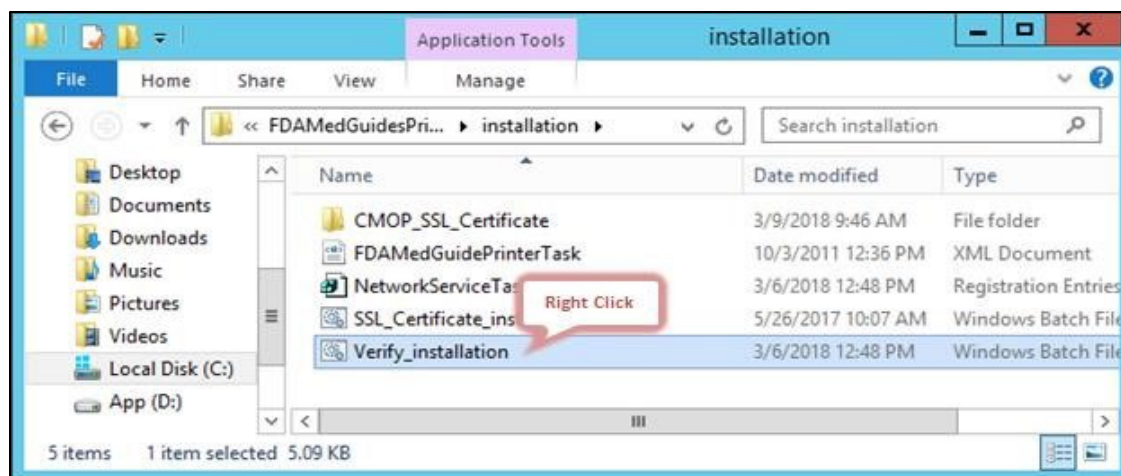 Application Tools
installation
File
Home
Share
View
Manage
« FDAMedGuidesPri...
installation
Search installation
Desktop
Documents
Downloads
Music
Pictures
Videos
Local Disk (C:)
App (D:)
Name
Date modified
Type
CMOP_SSL_Certificate 3/9/2018 9:46 AM File folder
FDAMedGuidePrinterTask 10/3/2011 12:36 PM XML Document
NetworkServiceTas 3/6/2018 12:48 PM Registration Entries
SSL_Certificate_ins 5/26/2017 10:07 AM Windows Batch File
Verify_installation 3/6/2018 12:48 PM Windows Batch File
Right Click
5 items 1 item selected 5.09 KB